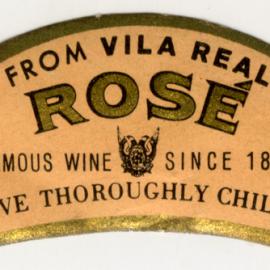 FROM VILA REAL
ROSÉ
MOUS WINE SINCE 18
VE THOROUGHLY CHIL